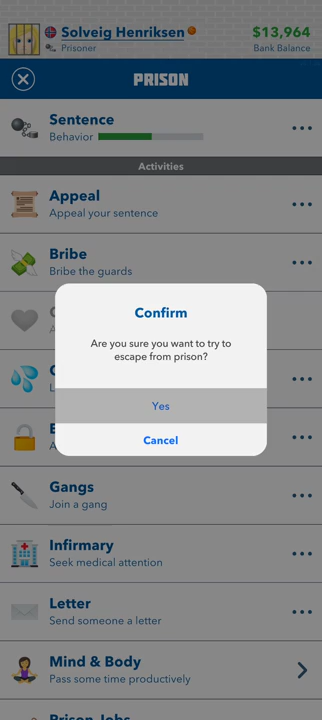 Solveig Henriksen
$13,964
Prisoner
Bank Balance
PRISON
Sentence
Behavior
Activities
Appeal
Appeal your sentence
Bribe
Bribe the guards
Confirm
Are you sure you want to try to
escape from prison?
Yes
Cancel
Gangs
Join a gang
Infirmary
Seek medical attention
Letter
Send someone a letter
Mind & Body
Pass some time productively